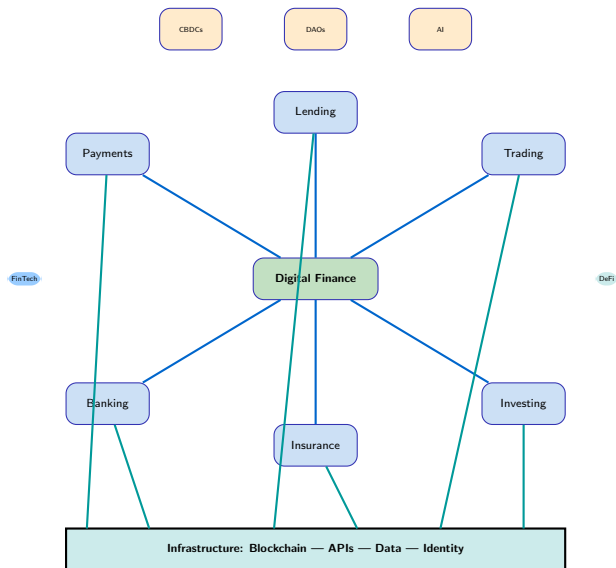 CBDCs
DAOs
AI
Lending
Payments
Trading
FinTech
Digital Finance
DeFi
Banking
Investing
Insurance
Infrastructure: Blockchain — APIs — Data — Identity